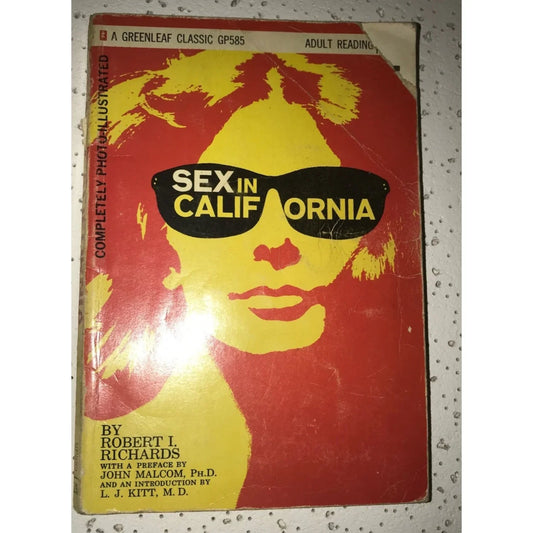 A GREENLEAF CLASSIC GP585 ADULT READING
COMPLETELY PHOTO-ILLUSTRATED
SEX IN
CALIFORNIA
BY
ROBERT I.
RICHARDS
WITH A PREFACE BY
JOHN MALCOM, PH.D.
AND AN INTRODUCTION BY
L. J. KITT, M. D.